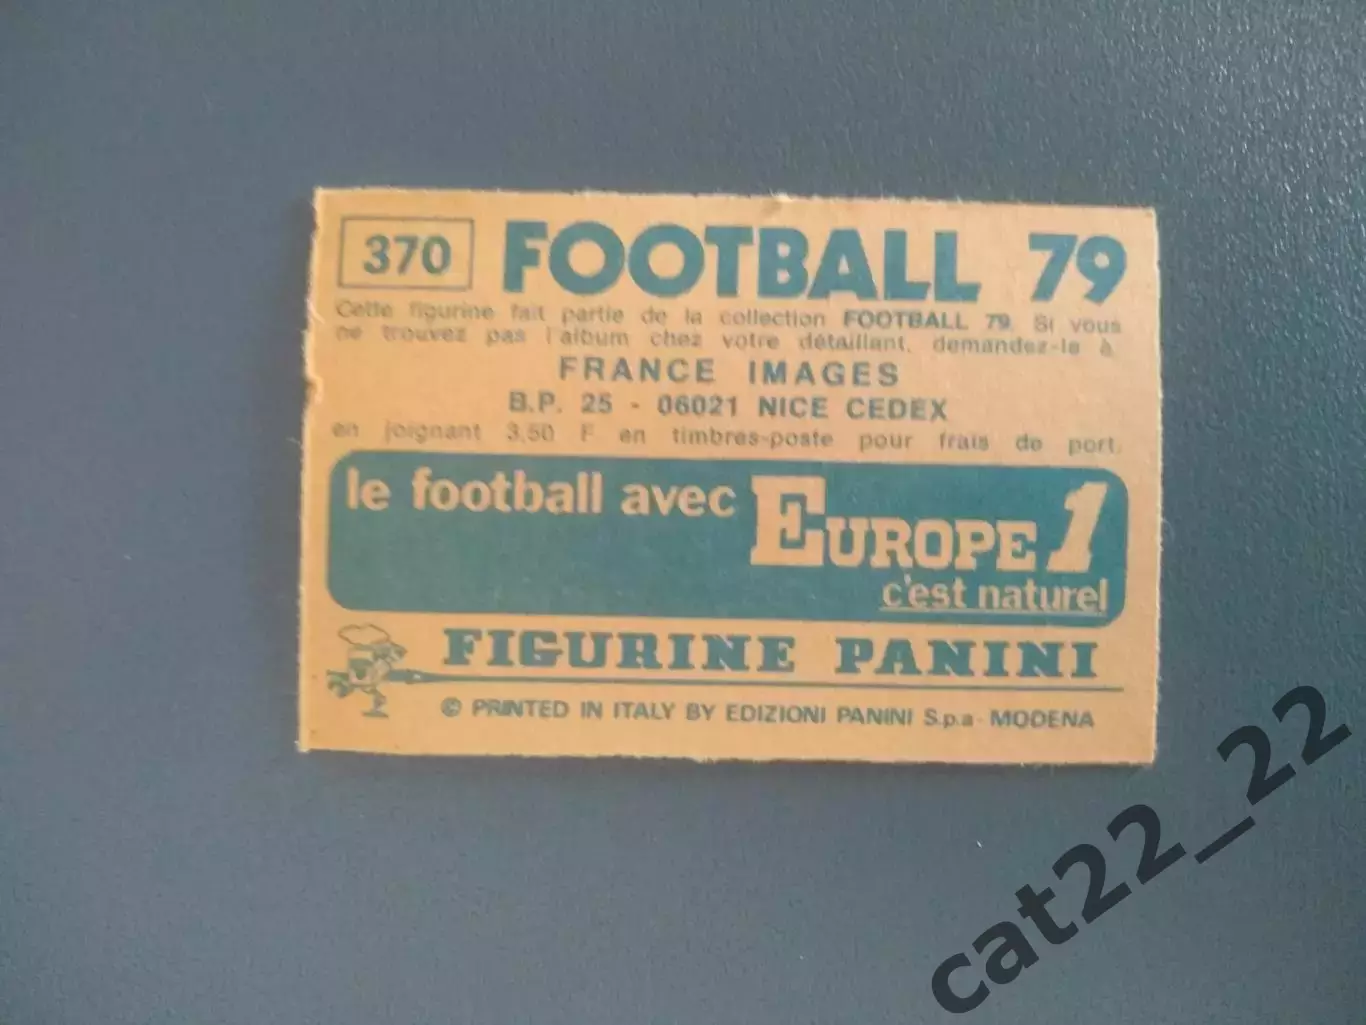 370 FOOTBALL 79
Cette figurine fait partie de la collection FOOTBALL 79. Si vous
ne trouvez pas l'album chez votre détaillant, demandez-le à
FRANCE IMAGES
B.P. 25 - 06021 NICE CEDEX
en joignant 3,50 F en timbres-poste pour frais de port.
le football avec EUROPE 1
c'est naturel
FIGURINE PANINI
© PRINTED IN ITALY BY EDIZIONI PANINI S.p.a - MODENA
cat22_22